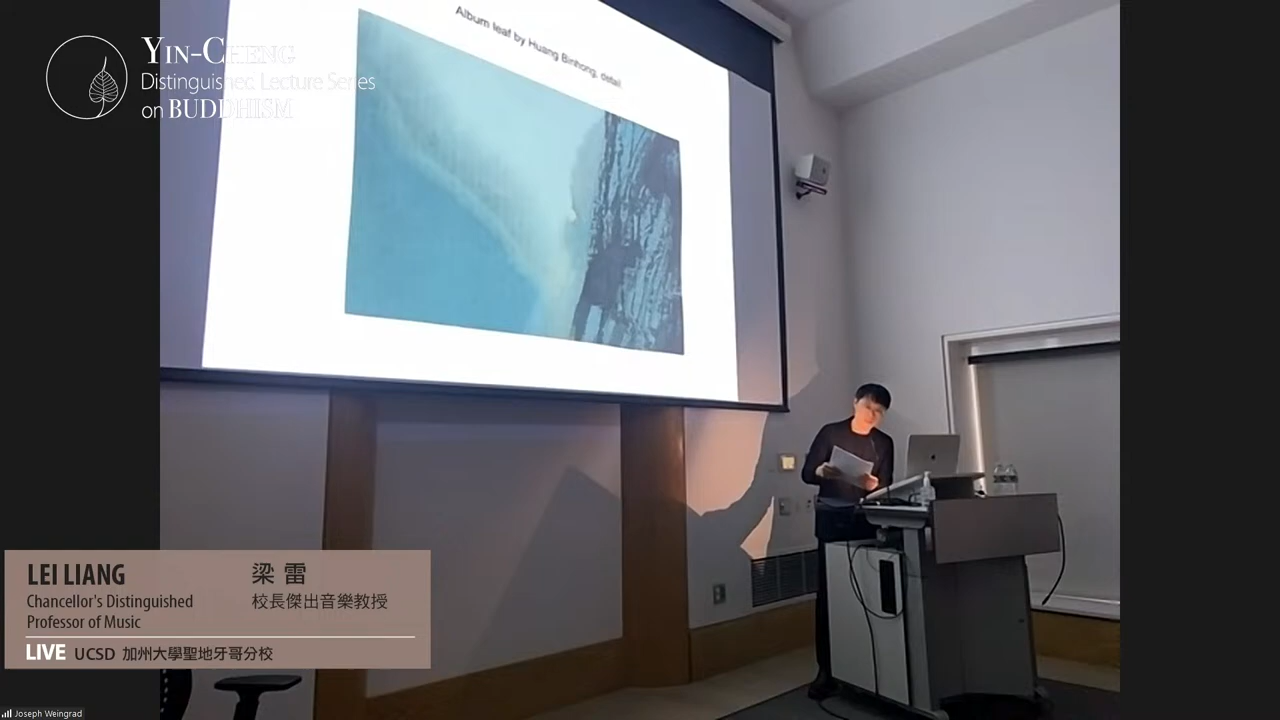 YIN-CHENG
Distinguished Lecture Series
on BUDDHISM
Album leaf by Huang Binhong, detail
LEI LIANG
梁 雷
Chancellor's Distinguished
Professor of Music
校長傑出音樂教授
LIVE UCSD 加州大學聖地牙哥分校
Joseph Weingrad